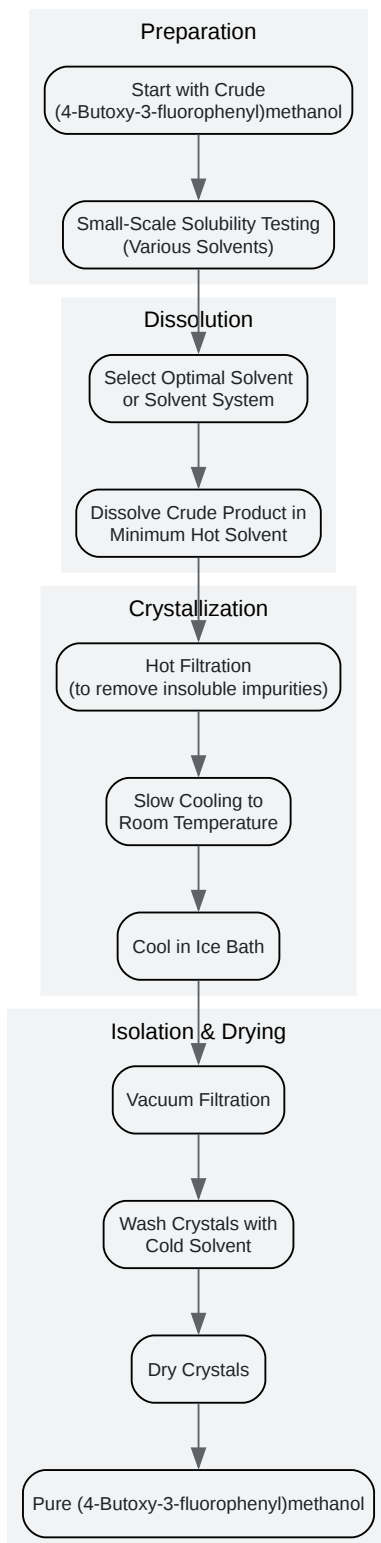 Preparation
Start with Crude
(4-Butoxy-3-fluorophenyl)methanol
Small-Scale Solubility Testing
(Various Solvents)
Dissolution
Select Optimal Solvent
or Solvent System
Dissolve Crude Product in
Minimum Hot Solvent
Crystallization
Hot Filtration
(to remove insoluble impurities)
Slow Cooling to
Room Temperature
Cool in Ice Bath
Isolation & Drying
Vacuum Filtration
Wash Crystals with
Cold Solvent
Dry Crystals
Pure (4-Butoxy-3-fluorophenyl)methanol